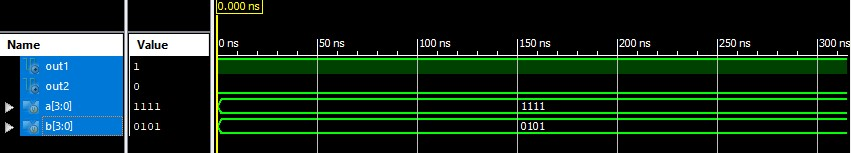 0.000 ns
Name Value 0 ns 50 ns 100 ns 150 ns 200 ns 250 ns 300 ns
out1 1
out2 0
a[3:0] 1111 1111
b[3:0] 0101 0101